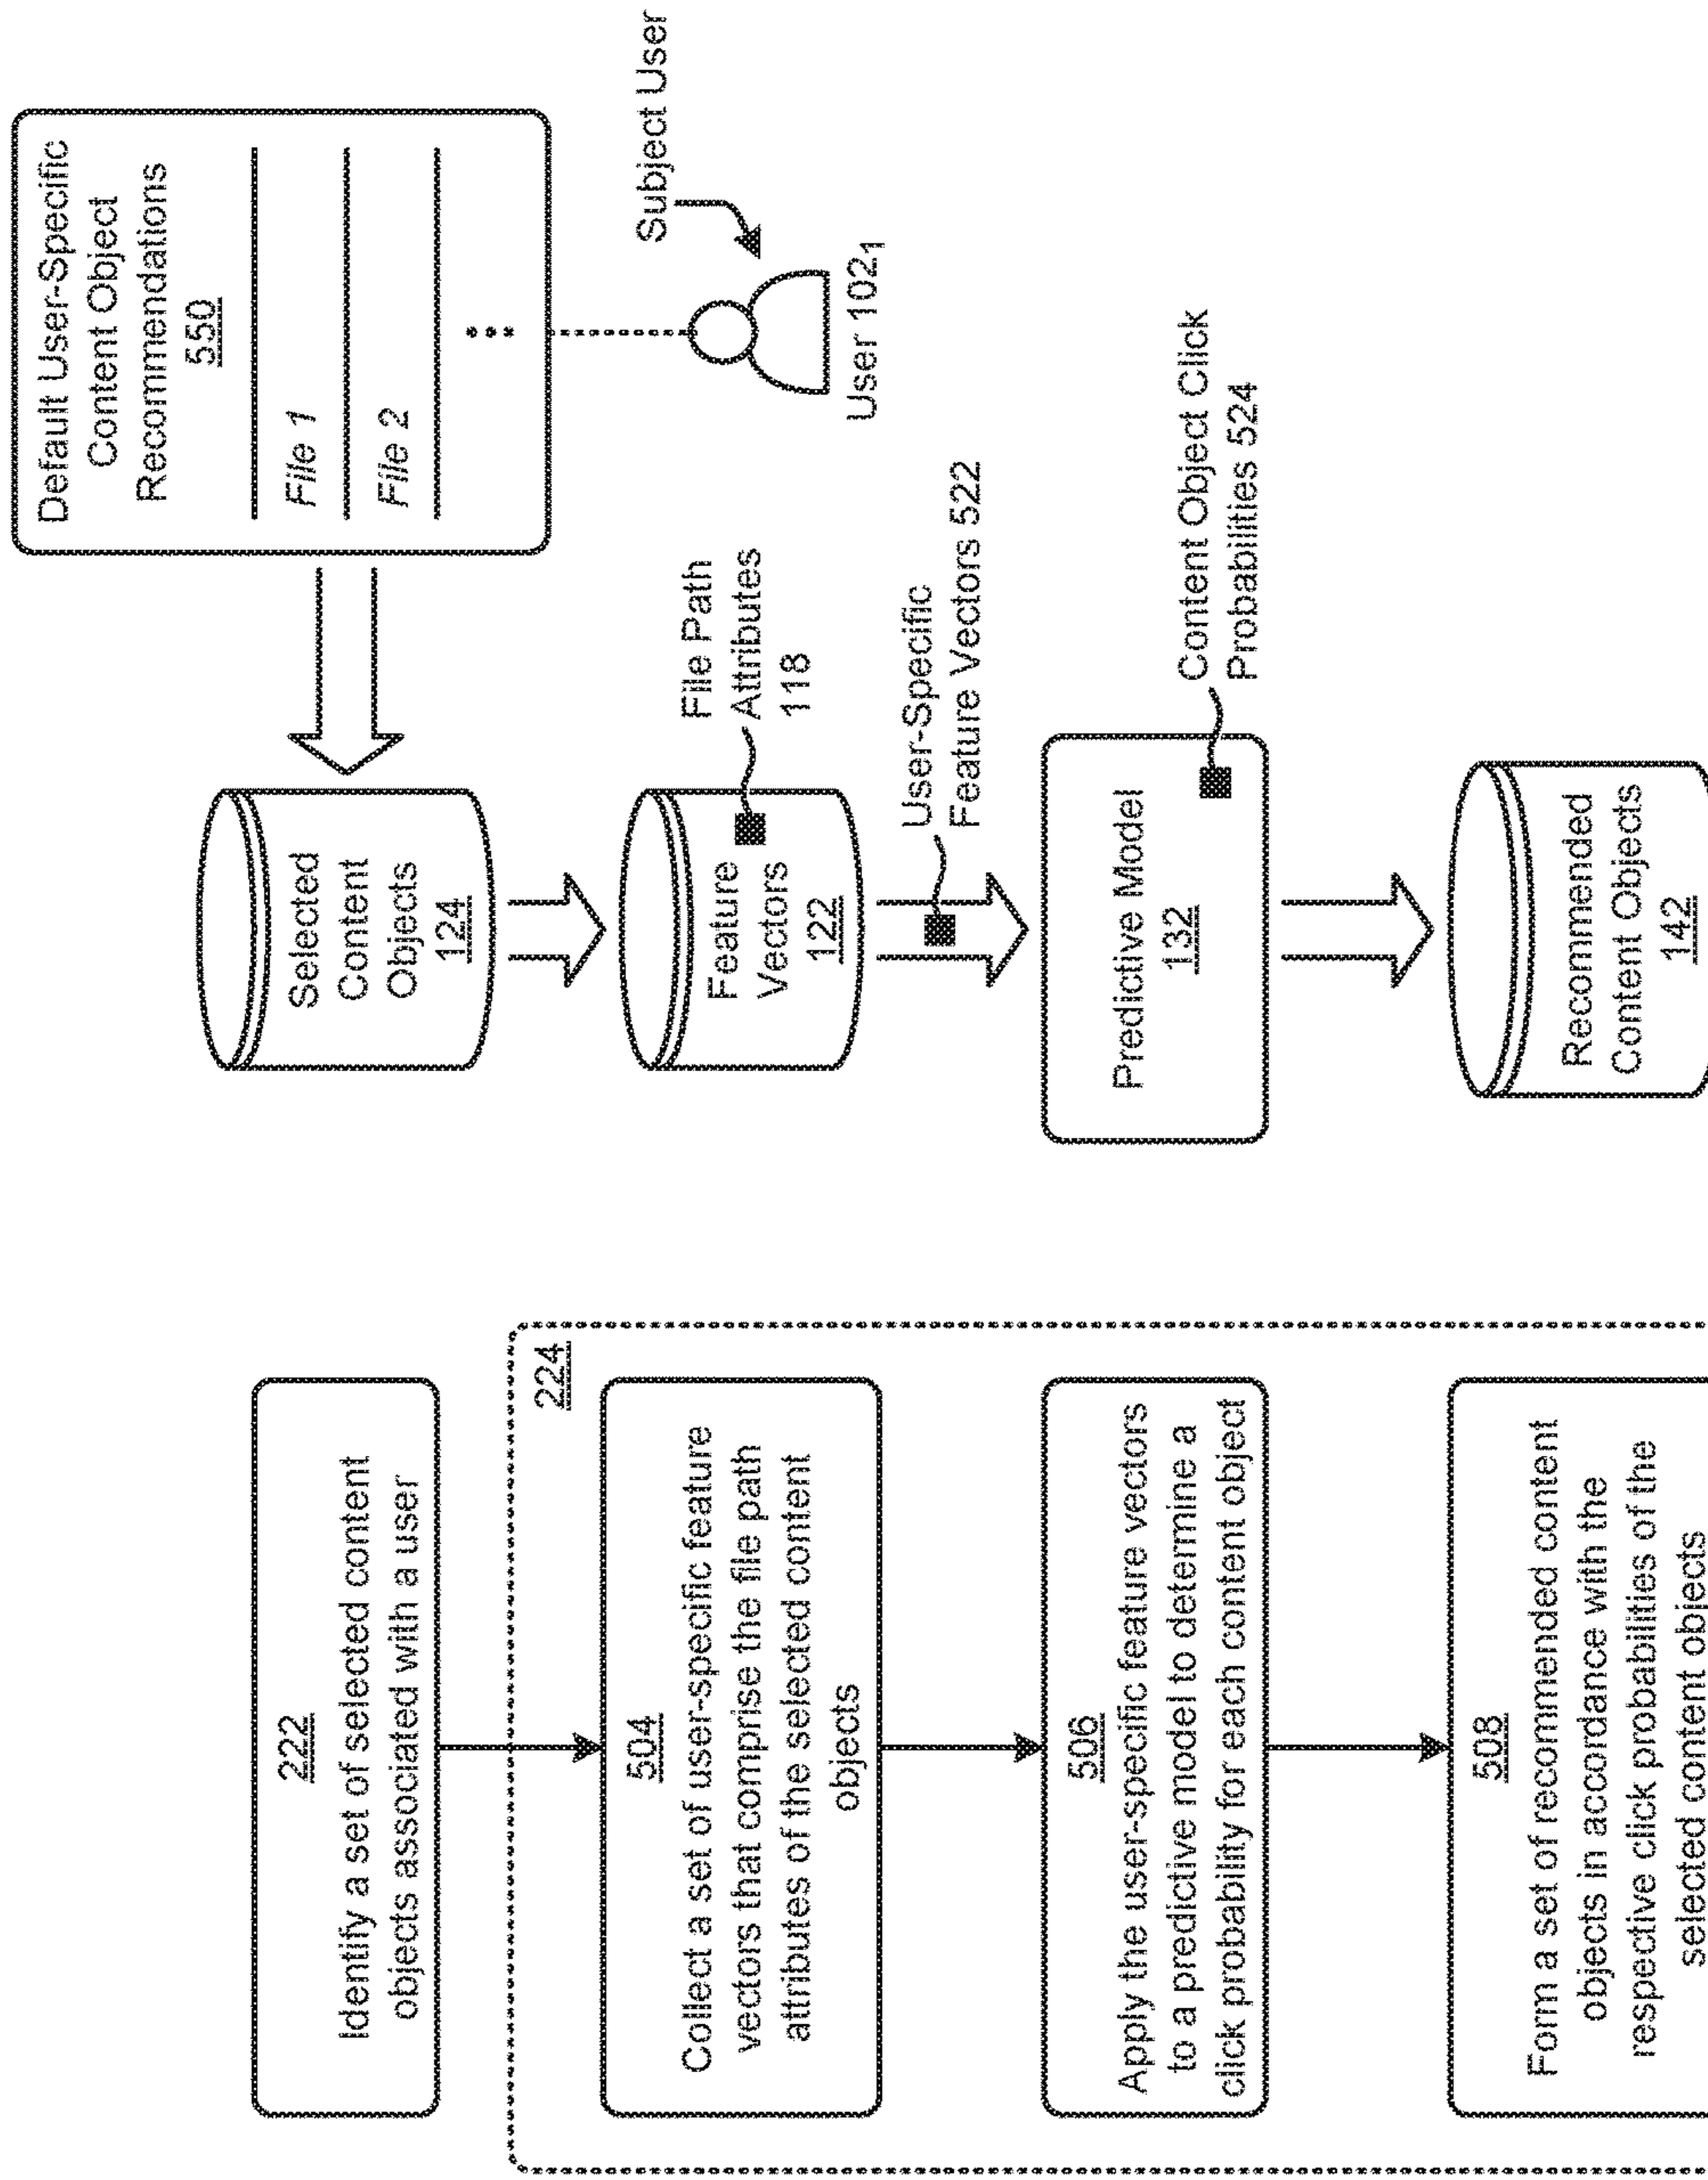 222
Identify a set of selected content
objects associated with a user
224
504
Collect a set of user-specific feature
vectors that comprise the file path
attributes of the selected content
objects
506
Apply the user-specific feature vectors
to a predictive model to determine a
click probability for each content object
508
Form a set of recommended content
objects in accordance with the
respective click probabilities of the
selected content objects
Selected
Content
Objects
124
Feature
Vectors
122
File Path
Attributes
118
User-Specific
Feature Vectors 522
Predictive Model
132
Content Object Click
Probabilities 524
Recommended
Content Objects
142
Default User-Specific
Content Object
Recommendations
550
File 1
File 2
...
Subject User
User 102₁